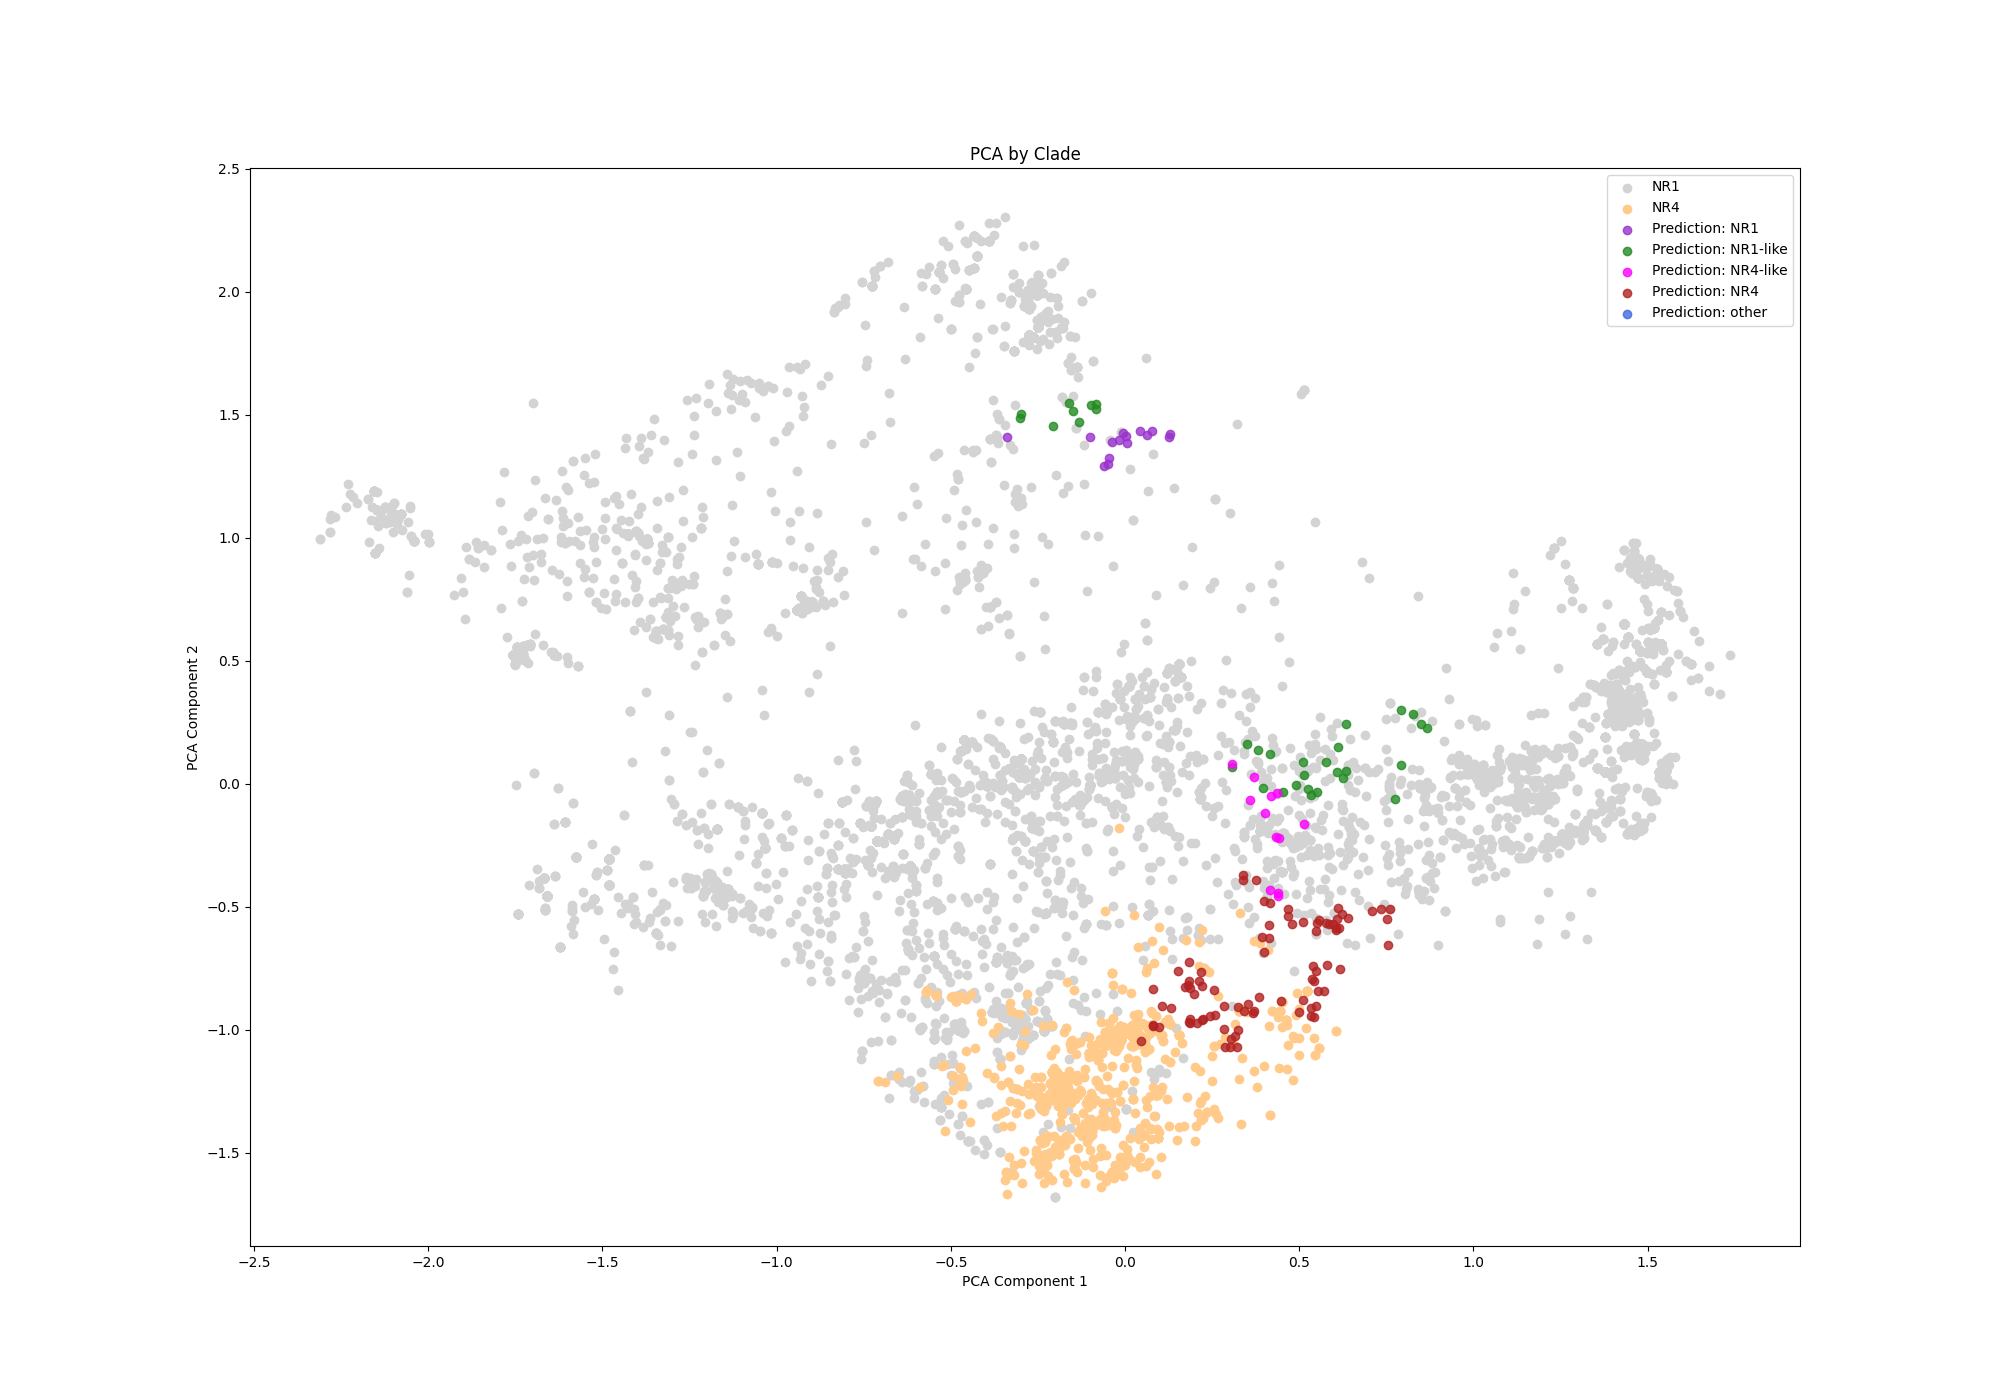 PCA by Clade
NR1
NR4
Prediction: NR1
Prediction: NR1-like
Prediction: NR4-like
Prediction: NR4
Prediction: other
PCA Component 2
2.5
2.0
1.5
1.0
0.5
0.0
−0.5
−1.0
−1.5
−2.5 −2.0 −1.5 −1.0 −0.5 0.0 0.5 1.0 1.5
PCA Component 1